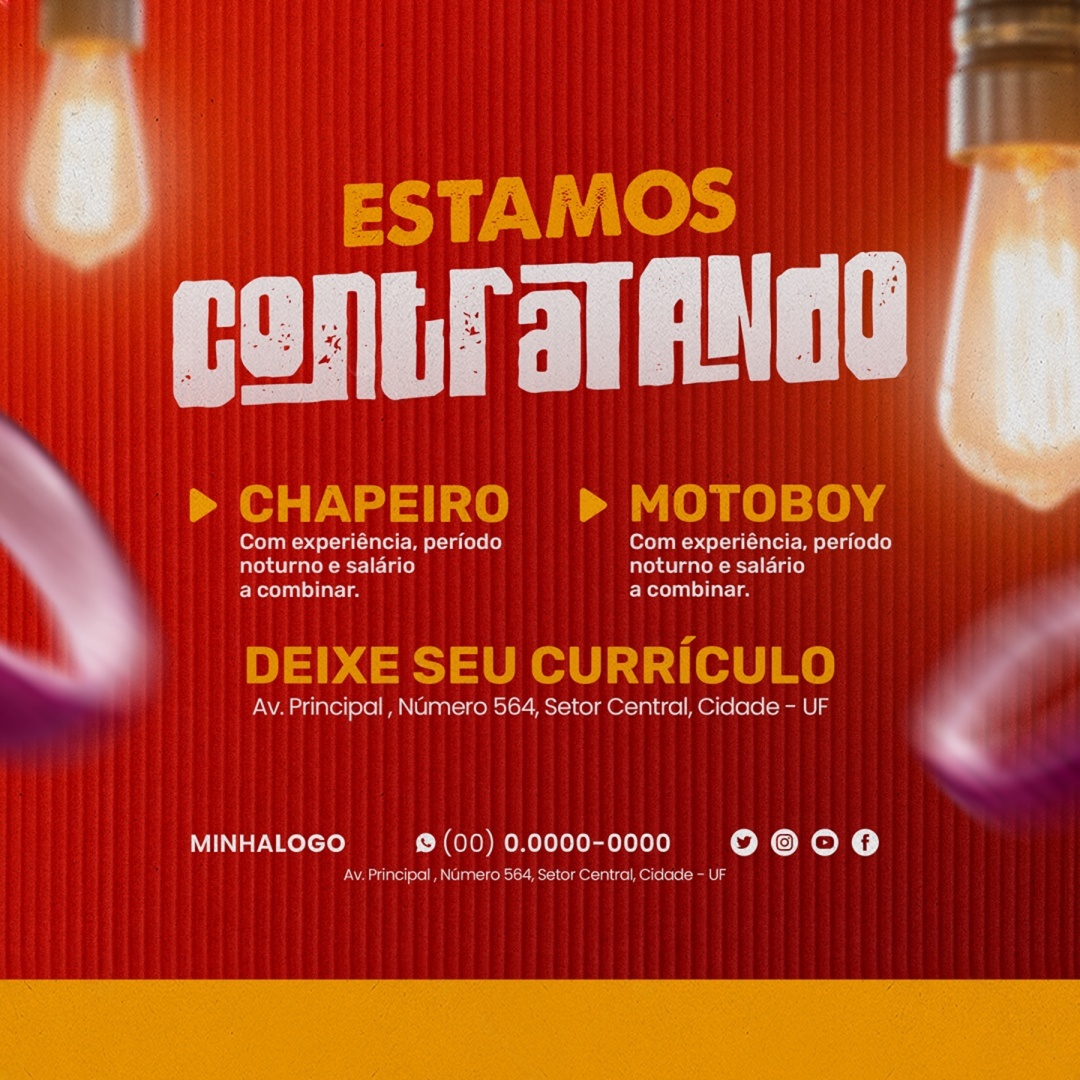 ESTAMOS
contratANdo
CHAPEIRO
Com experiência, período
noturno e salário
a combinar.
MOTOBOY
Com experiência, período
noturno e salário
a combinar.
DEIXE SEU CURRÍCULO
Av. Principal , Número 564, Setor Central, Cidade - UF
MINHALOGO
(00) 0.0000-0000
Av. Principal , Número 564, Setor Central, Cidade - UF